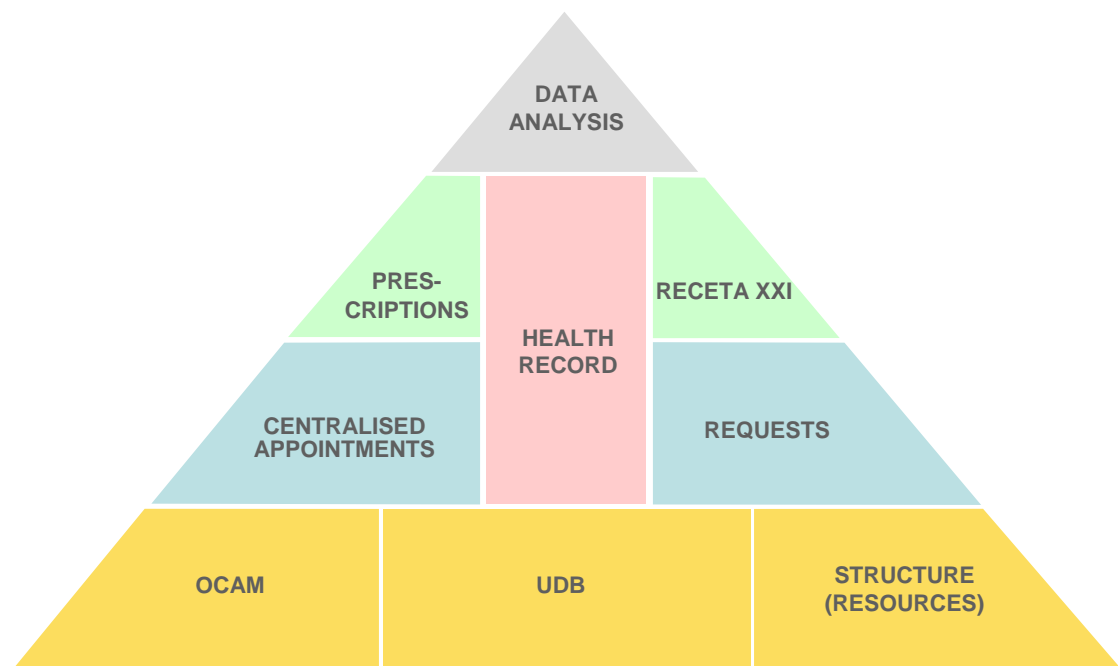 DATA
ANALYSIS
PRES-
CRIPTIONS
HEALTH
RECORD
RECETA XXI
CENTRALISED
APPOINTMENTS
REQUESTS
OCAM
UDB
STRUCTURE
(RESOURCES)